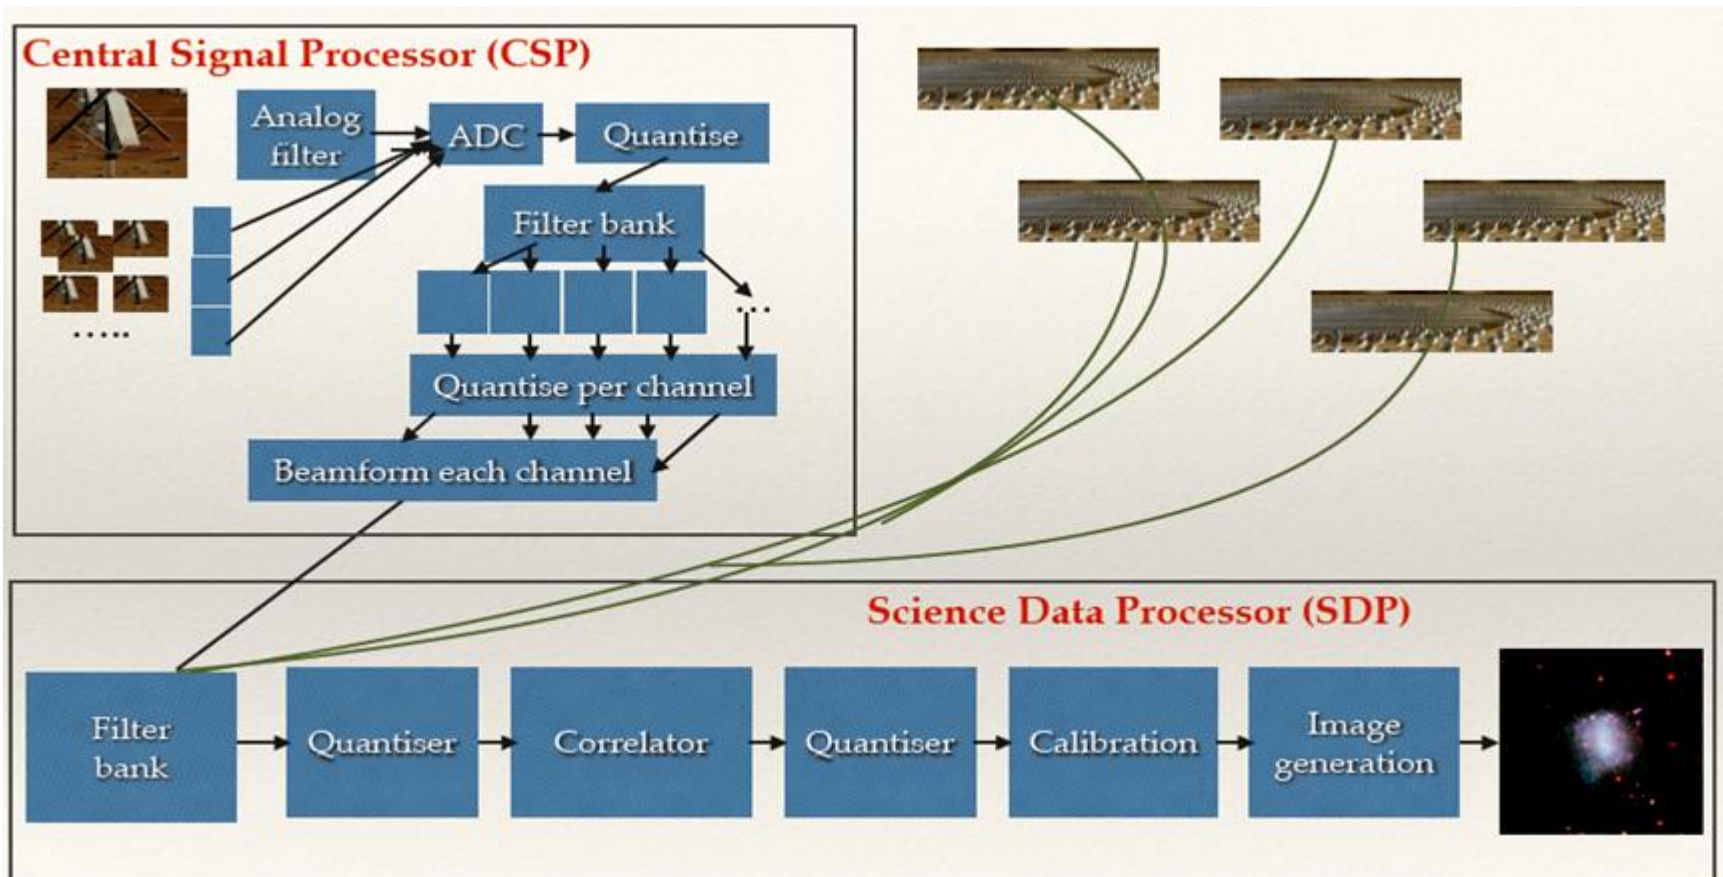 Central Signal Processor (CSP)
Analog
filter
ADC
Quantise
Filter bank
...
.....
Quantise per channel
Beamform each channel
Science Data Processor (SDP)
Filter
bank
Quantiser
Correlator
Quantiser
Calibration
Image
generation